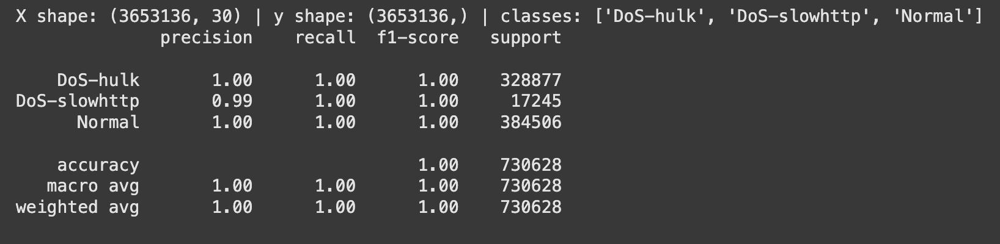 X shape: (3653136, 30) | y shape: (3653136,) | classes: ['DoS-hulk', 'DoS-slowhttp', 'Normal']
precision recall f1-score support
DoS-hulk 1.00 1.00 1.00 328877
DoS-slowhttp 0.99 1.00 1.00 17245
Normal 1.00 1.00 1.00 384506
accuracy 1.00 730628
macro avg 1.00 1.00 1.00 730628
weighted avg 1.00 1.00 1.00 730628